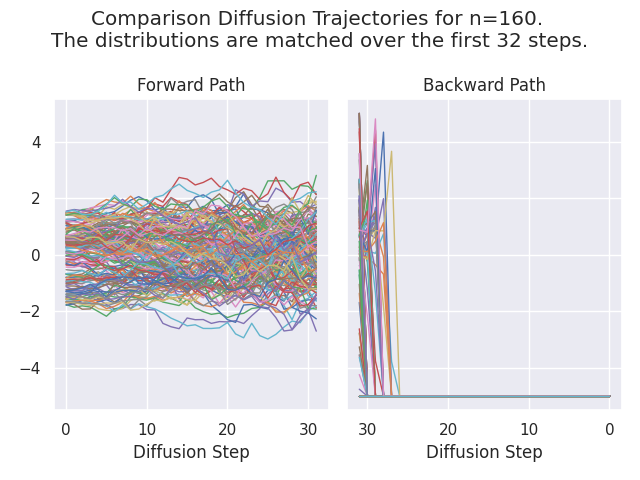 Comparison Diffusion Trajectories for n=160.
The distributions are matched over the first 32 steps.
Forward Path
Backward Path
4
2
0
−2
−4
0
10
20
30
30
20
10
0
Diffusion Step
Diffusion Step